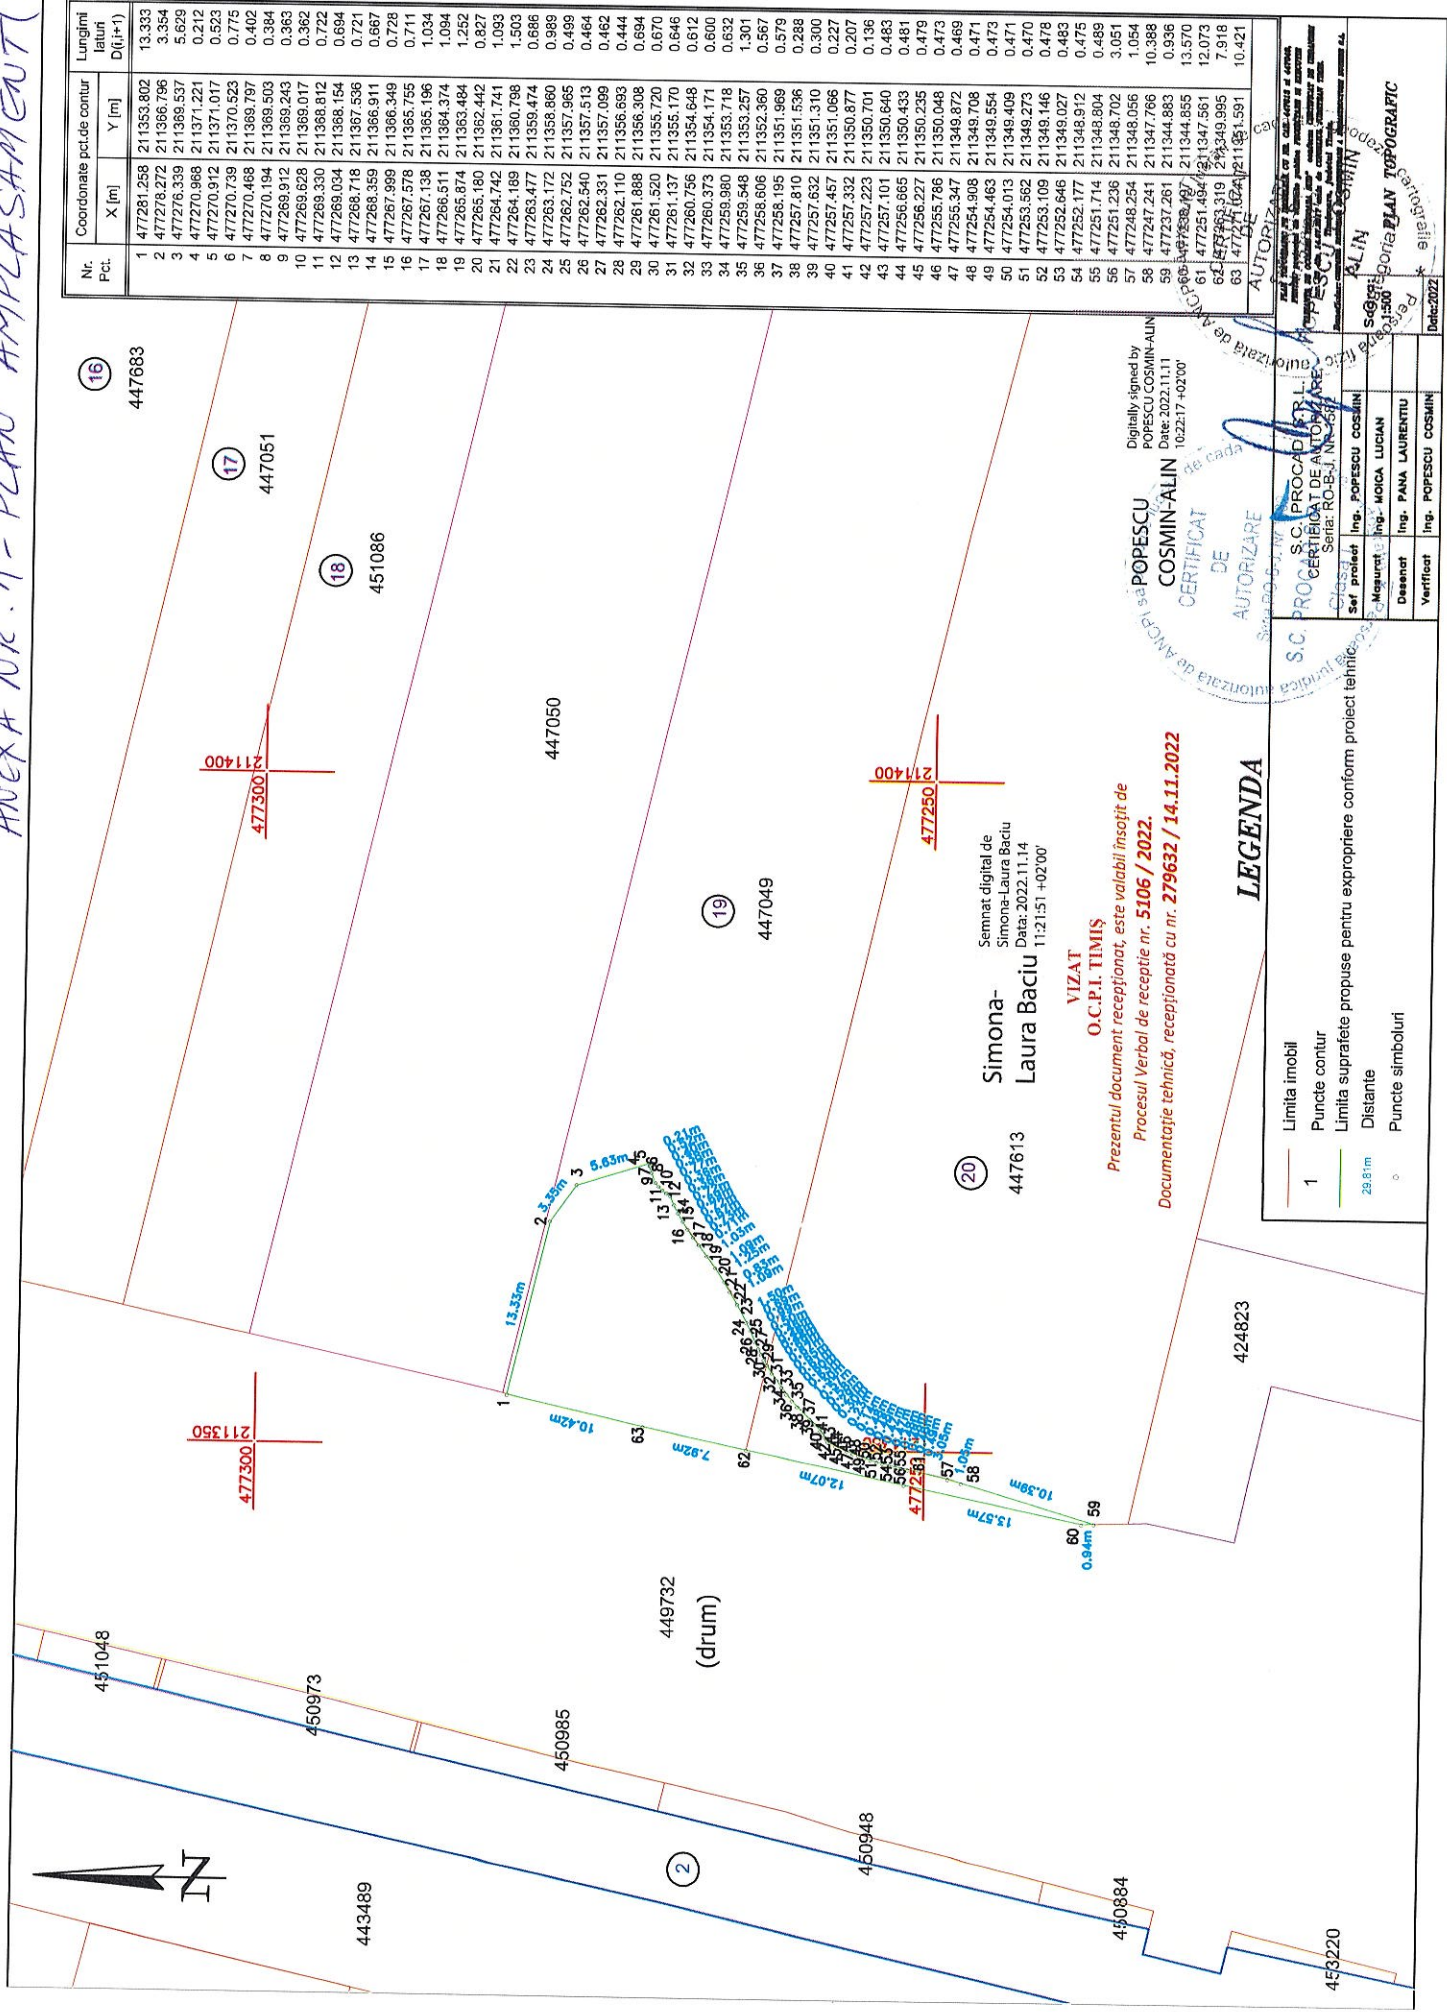 ANEXA NR. 1 - PLAN AMPLASAMENT
Nr. Pct.
Coordonate pct.de contur
X [m]
Y [m]
Lungimi laturi D(i,i+1)
1 477281.258 211353.802 13.333
2 477278.272 211366.796 3.354
3 477276.339 211369.537 5.629
4 477270.968 211371.221 0.212
5 477270.912 211371.017 0.523
6 477270.739 211370.523 0.775
7 477270.468 211369.797 0.402
8 477270.194 211369.503 0.384
9 477269.912 211369.243 0.363
10 477269.628 211369.017 0.362
11 477269.330 211368.812 0.722
12 477269.034 211368.154 0.694
13 477268.718 211367.536 0.721
14 477268.359 211366.911 0.667
15 477267.999 211366.349 0.728
16 477267.578 211365.755 0.711
17 477267.138 211365.196 1.034
18 477266.511 211364.374 1.094
19 477265.874 211363.484 1.252
20 477265.180 211362.442 0.827
21 477264.742 211361.741 1.093
22 477264.189 211360.798 1.503
23 477263.477 211359.474 0.686
24 477263.172 211358.860 0.989
25 477262.752 211357.965 0.499
26 477262.540 211357.513 0.464
27 477262.331 211357.099 0.462
28 477262.110 211356.693 0.444
29 477261.888 211356.308 0.694
30 477261.520 211355.720 0.670
31 477261.137 211355.170 0.646
32 477260.756 211354.648 0.612
33 477260.373 211354.171 0.600
34 477259.980 211353.718 0.632
35 477259.548 211353.257 1.301
36 477258.606 211352.360 0.567
37 477258.195 211351.969 0.579
38 477257.810 211351.536 0.288
39 477257.632 211351.310 0.300
40 477257.457 211351.066 0.227
41 477257.332 211350.877 0.207
42 477257.223 211350.701 0.136
43 477257.101 211350.640 0.483
44 477256.665 211350.433 0.481
45 477256.227 211350.235 0.479
46 477255.786 211350.048 0.473
47 477255.347 211349.872 0.469
48 477254.908 211349.708 0.471
49 477254.463 211349.554 0.473
50 477254.013 211349.409 0.471
51 477253.562 211349.273 0.470
52 477253.109 211349.146 0.478
53 477252.646 211349.027 0.483
54 477252.177 211348.912 0.475
55 477251.714 211348.804 0.489
56 477251.236 211348.702 3.051
57 477248.254 211348.056 1.054
58 477247.241 211347.766 10.388
59 477237.261 211344.883 0.936
60 211344.855 13.570
61 477251.494 211347.561 12.073
62 477263.319 211349.995 7.918
63 211351.591 10.421
16
447683
17
447051
18
451086
447050
19
447049
20
447613
424823
477300
211400
477250
211400
477300
211350
451048
450973
450985
450948
450884
453220
443489
2
N
449732
(drum)
1
13.33m
2
3.35m
3
5.63m
10.42m
63
7.92m
62
12.07m
13.57m
57
1.05m
58
10.39m
59
60
0.94m
Simona-
Laura Baciu
Semnat digital de
Simona-Laura Baciu
Data: 2022.11.14
11:21:51 +02'00'
VIZAT
O.C.P.I. TIMIȘ
Prezentul document recepționat, este valabil însoțit de
Procesul Verbal de receptie nr. 5106 / 2022.
Documentație tehnică, recepționată cu nr. 279632 / 14.11.2022
POPESCU
COSMIN-ALIN
Digitally signed by
POPESCU COSMIN-ALIN
Date: 2022.11.11
10:22:17 +02'00'
CERTIFICAT
DE
AUTORIZARE
LEGENDA
Limita imobil
1 Puncte contur
Limita suprafete propuse pentru expropriere conform proiect tehnic
29.81m Distante
Puncte simboluri
S.C. PROCAD S.R.L.
CERTIFICAT DE AUTORIZARE
Sef proiect Ing. POPESCU COSMIN
Masurat Ing. MOICA LUCIAN
Desenat Ing. PANA LAURENTIU
Verificat Ing. POPESCU COSMIN
Scara: 1:500
Data:2022
PLAN TOPOGRAFIC